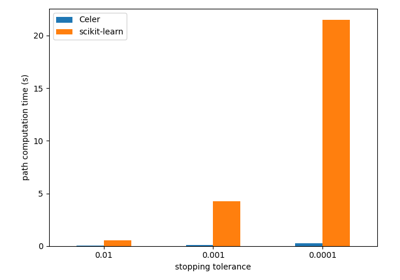 Celer
scikit-learn
path computation time (s)
20
15
10
5
0
0.01 0.001 0.0001
stopping tolerance